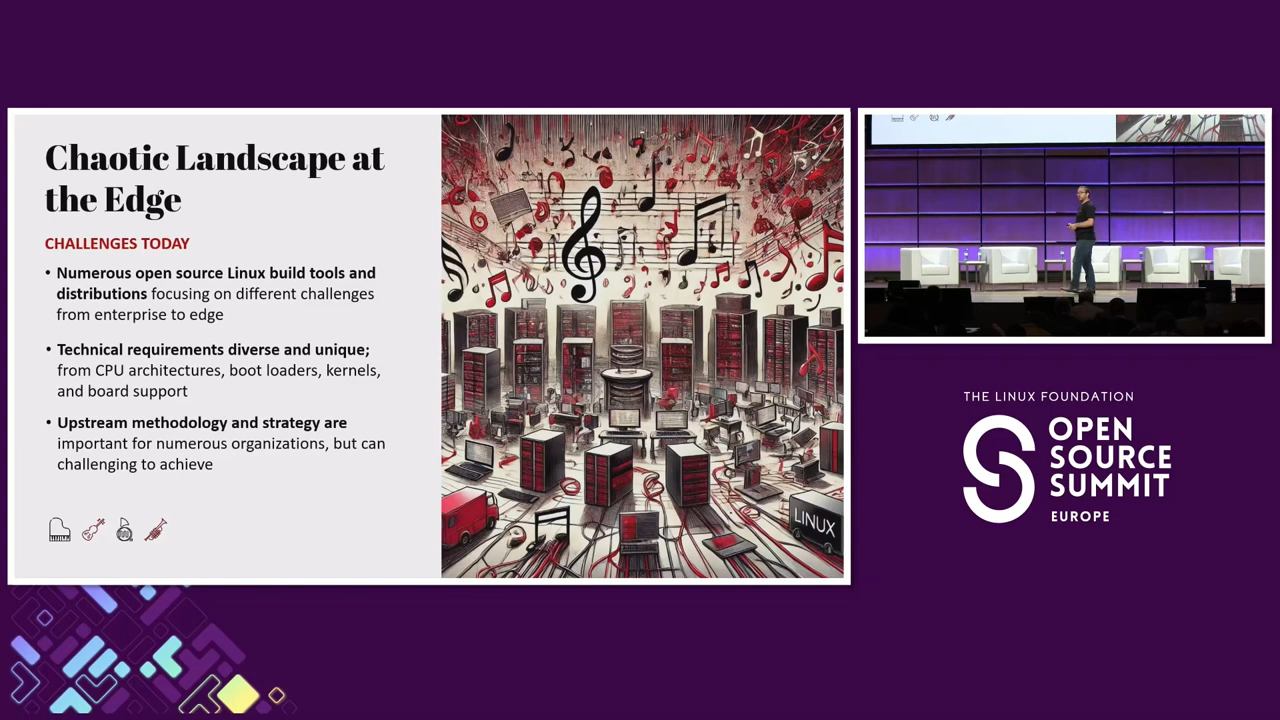 Chaotic Landscape at
the Edge
CHALLENGES TODAY
• Numerous open source Linux build tools and
distributions focusing on different challenges
from enterprise to edge
• Technical requirements diverse and unique;
from CPU architectures, boot loaders, kernels,
and board support
• Upstream methodology and strategy are
important for numerous organizations, but can
challenging to achieve
LINUX
THE LINUX FOUNDATION
OPEN
SOURCE
SUMMIT
EUROPE